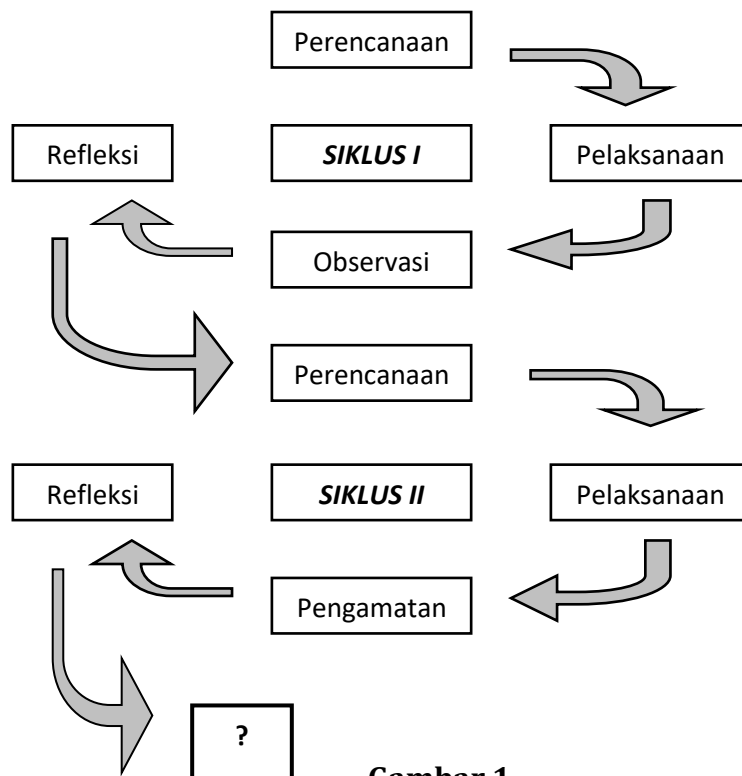 Perencanaan
Refleksi
SIKLUS I
Pelaksanaan
Observasi
Perencanaan
Refleksi
SIKLUS II
Pelaksanaan
Pengamatan
?
Gambar 1